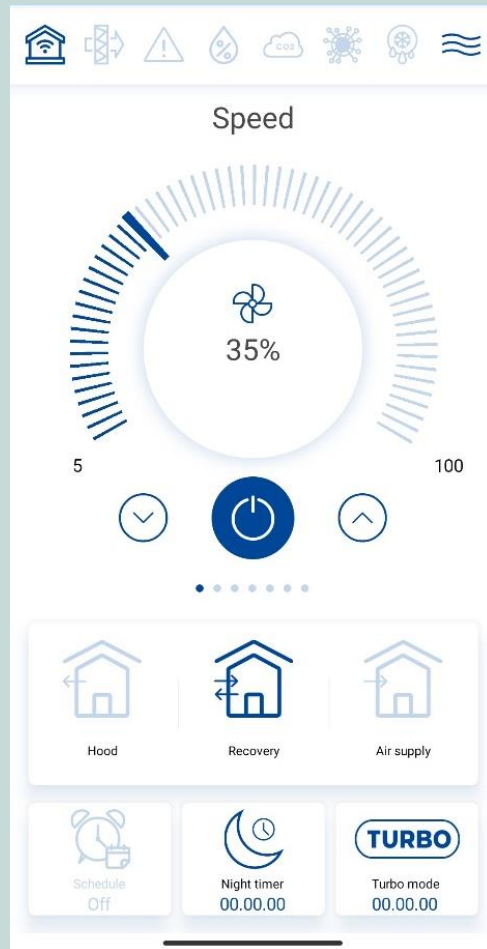 CO2
Speed
35%
5
100
Hood
Recovery
Air supply
Schedule
Off
Night timer
00.00.00
TURBO
Turbo mode
00.00.00